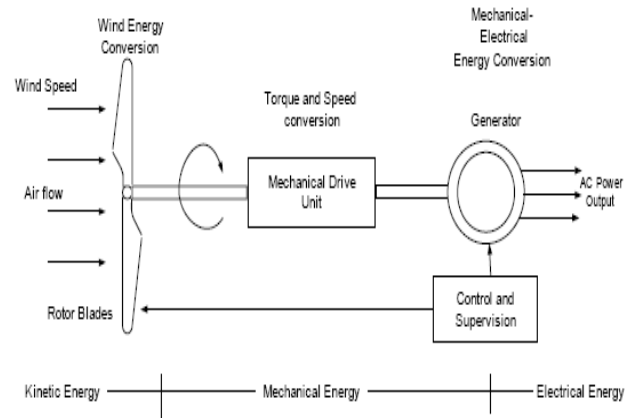 Mechanical-
Electrical
Energy Conversion
Wind Energy
Conversion
Wind Speed
Torque and Speed
conversion
Generator
Mechanical Drive
Unit
Air flow
AC Power
Output
Control and
Supervision
Rotor Blades
Kinetic Energy
Mechanical Energy
Electrical Energy